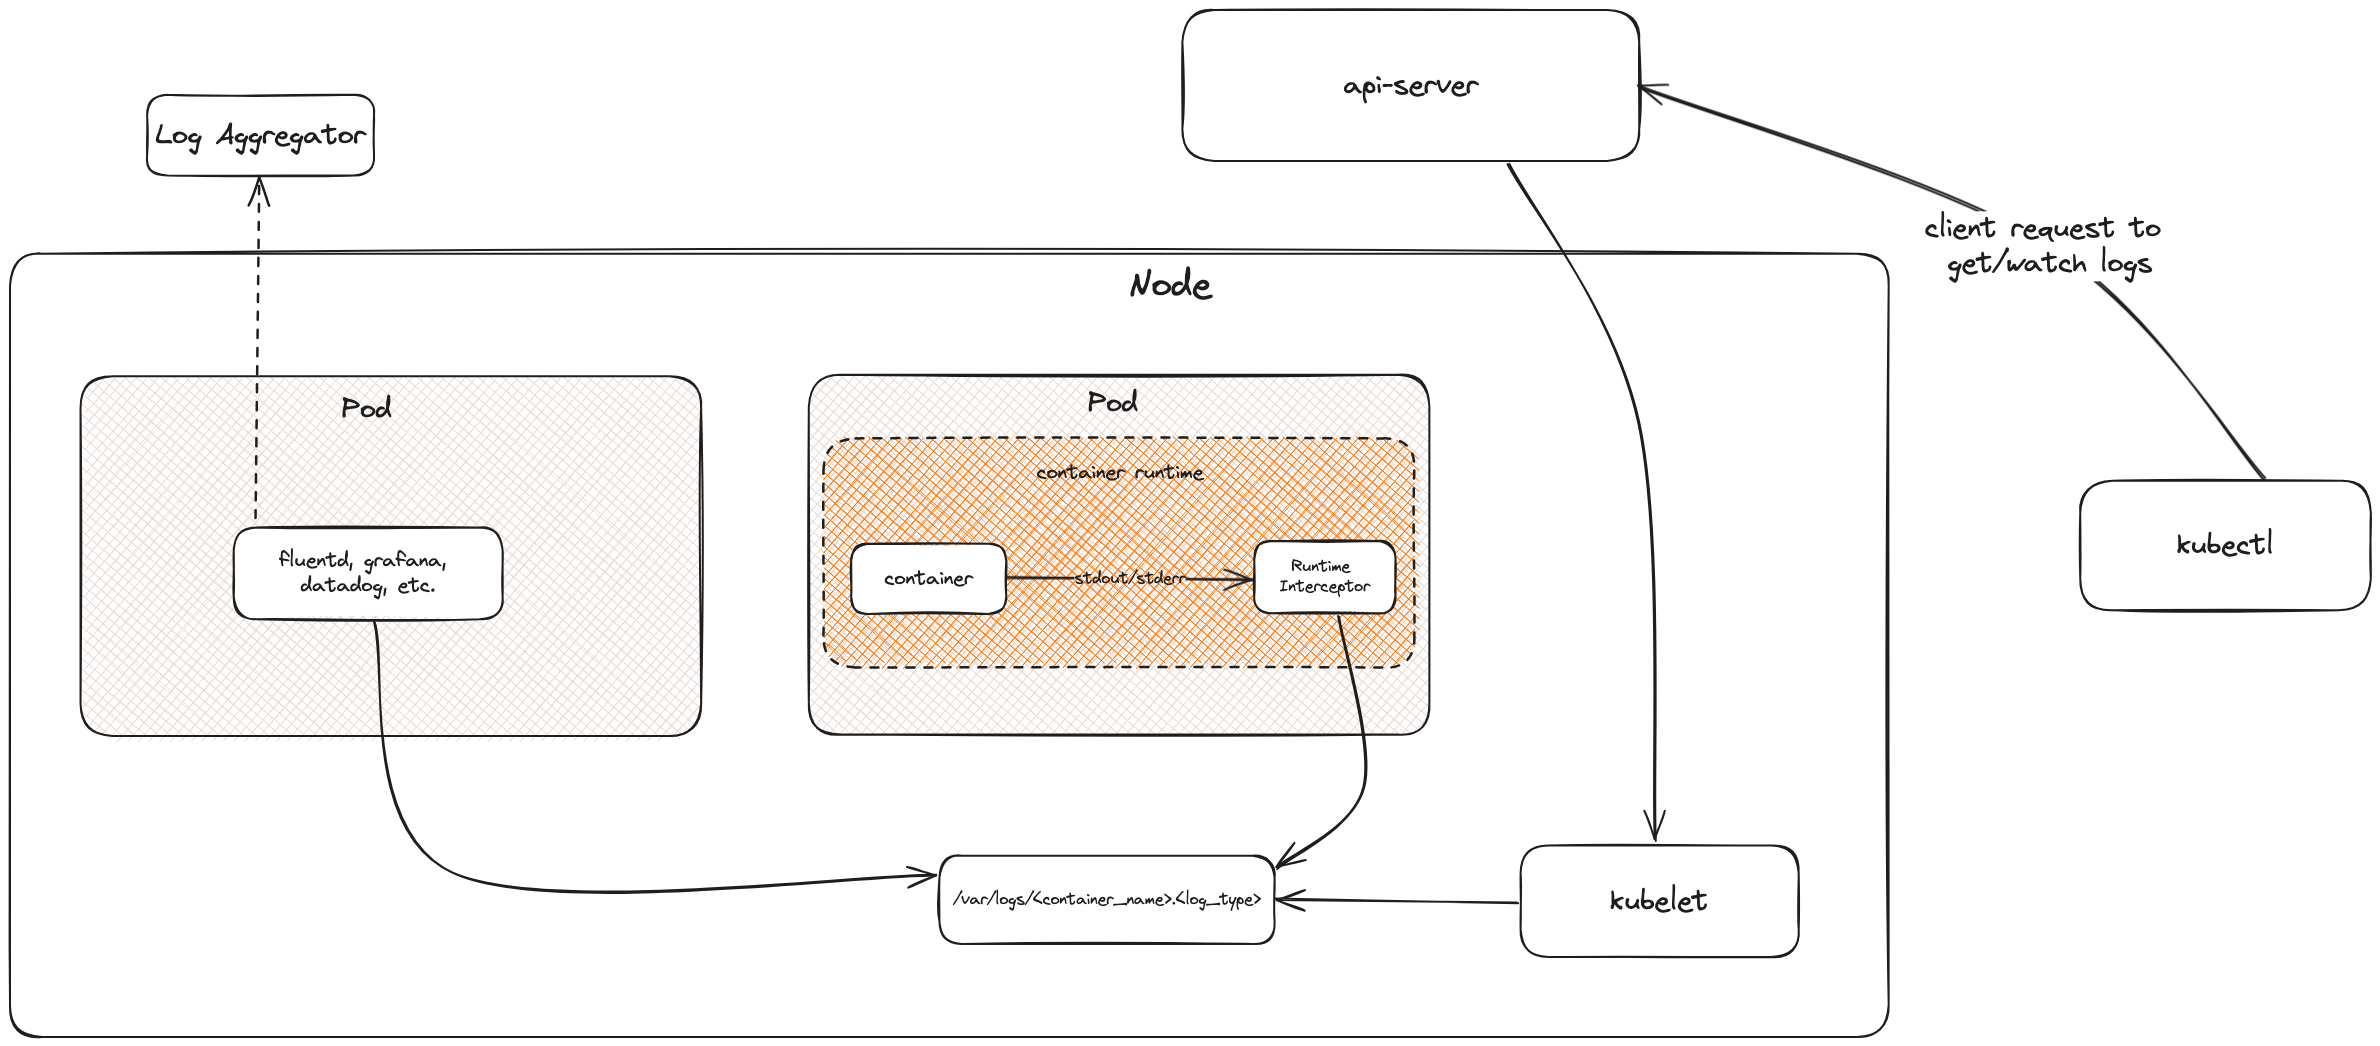 api-server
Log Aggregator
client request to
get/watch logs
Node
Pod
Pod
container runtime
kubectl
fluentd, grafana,
datadog, etc.
container
stdout/stderr
Runtime
Interceptor
/var/logs/<container_name>.<log_type>
kubelet